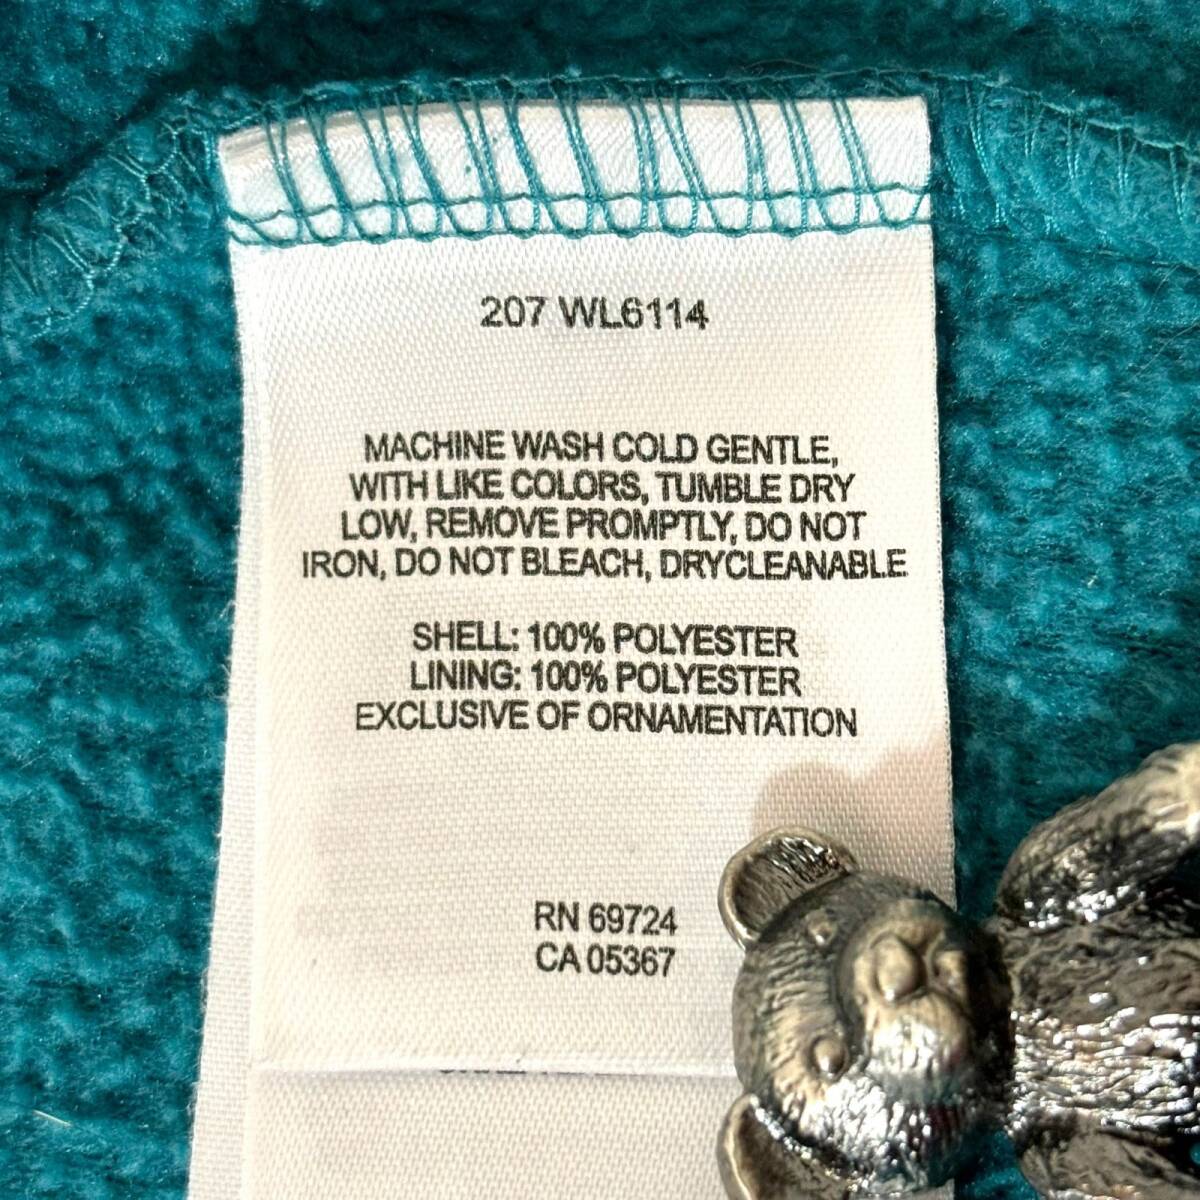 207 WL6114
MACHINE WASH COLD GENTLE,
WITH LIKE COLORS, TUMBLE DRY
LOW, REMOVE PROMPTLY, DO NOT
IRON, DO NOT BLEACH, DRYCLEANABLE
SHELL: 100% POLYESTER
LINING: 100% POLYESTER
EXCLUSIVE OF ORNAMENTATION
RN 69724
CA 05367